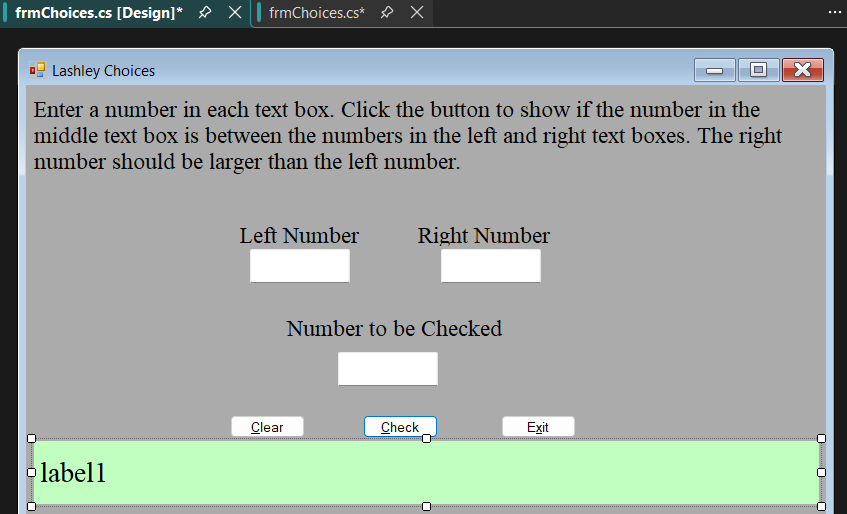 frmChoices.cs [Design]* frmChoices.cs*
Lashley Choices
Enter a number in each text box. Click the button to show if the number in the
middle text box is between the numbers in the left and right text boxes. The right
number should be larger than the left number.
Left Number Right Number
Number to be Checked
Clear Check Exit
label1